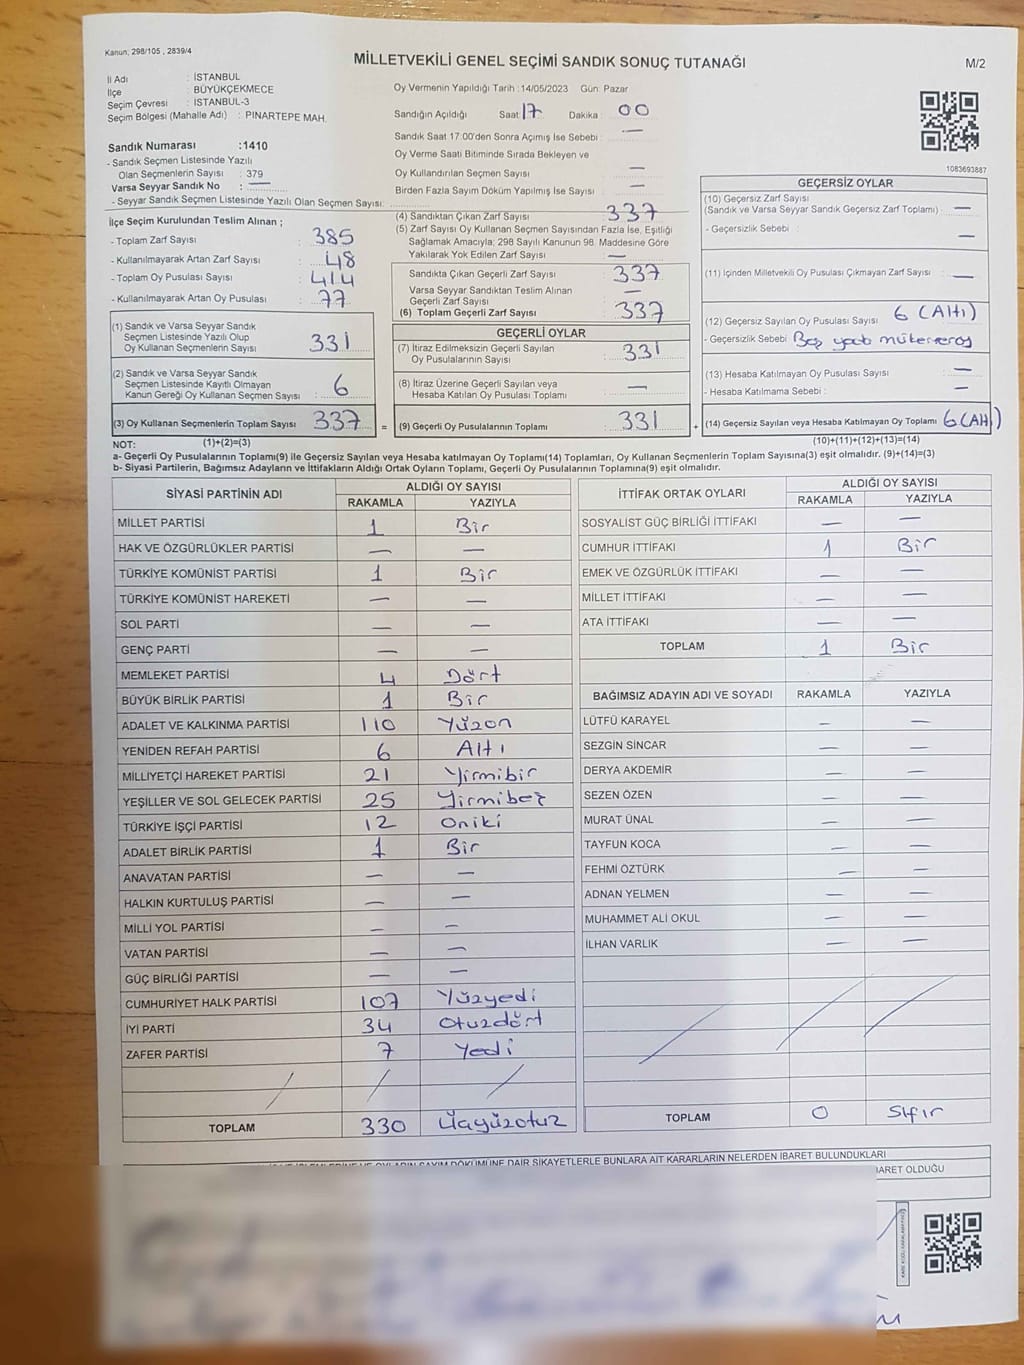 Kanun; 298/105 , 2839/4
MİLLETVEKİLİ GENEL SEÇİMİ SANDIK SONUÇ TUTANAĞI
M/2
İl Adı : İSTANBUL
İlçe : BÜYÜKÇEKMECE
Seçim Çevresi : İSTANBUL-3
Seçim Bölgesi (Mahalle Adı) : PINARTEPE MAH.
Sandık Numarası :1410
- Sandık Seçmen Listesinde Yazılı
Olan Seçmenlerin Sayısı : 379
Varsa Seyyar Sandık No : —
- Seyyar Sandık Seçmen Listesinde Yazılı Olan Seçmen Sayısı:
Oy Vermenin Yapıldığı Tarih :14/05/2023 Gün: Pazar
Sandığın Açıldığı Saat 17 Dakika : 00
Sandık Saat 17:00'den Sonra Açımış İse Sebebi : —
Oy Verme Saati Bitiminde Sırada Bekleyen ve
Oy Kullandırılan Seçmen Sayısı : —
Birden Fazla Sayım Döküm Yapılmış İse Sayısı : —
1083693887
İlçe Seçim Kurulundan Teslim Alınan ;
- Toplam Zarf Sayısı : 385
- Kullanılmayarak Artan Zarf Sayısı : 48
- Toplam Oy Pusulası Sayısı : 414
- Kullanılmayarak Artan Oy Pusulası : 77
(1) Sandık ve Varsa Seyyar Sandık
Seçmen Listesinde Yazılı Olup
Oy Kullanan Seçmenlerin Sayısı : 331
(2) Sandık ve Varsa Seyyar Sandık
Seçmen Listesinde Kayıtlı Olmayan
Kanun Gereği Oy Kullanan Seçmen Sayısı : 6
(3) Oy Kullanan Seçmenlerin Toplam Sayısı : 337 =
(4) Sandıktan Çıkan Zarf Sayısı : 337
(5) Zarf Sayısı Oy Kullanan Seçmen Sayısından Fazla İse, Eşitliği
Sağlamak Amacıyla; 298 Sayılı Kanunun 98. Maddesine Göre
Yakılarak Yok Edilen Zarf Sayısı : —
Sandıkta Çıkan Geçerli Zarf Sayısı : 337
Varsa Seyyar Sandıktan Teslim Alınan
Geçerli Zarf Sayısı : —
(6) Toplam Geçerli Zarf Sayısı : 337
GEÇERLİ OYLAR
(7) İtiraz Edilmeksizin Geçerli Sayılan
Oy Pusulalarının Sayısı : 331
(8) İtiraz Üzerine Geçerli Sayılan veya
Hesaba Katılan Oy Pusulası Toplamı : —
(9) Geçerli Oy Pusulalarının Toplamı : 331 +
GEÇERSİZ OYLAR
(10) Geçersiz Zarf Sayısı
(Sandık ve Varsa Seyyar Sandık Geçersiz Zarf Toplamı) : —
- Geçersizlik Sebebi : —
(11) İçinden Milletvekili Oy Pusulası Çıkmayan Zarf Sayısı : —
(12) Geçersiz Sayılan Oy Pusulası Sayısı : 6 (Altı)
- Geçersizlik Sebebi :
(13) Hesaba Katılmayan Oy Pusulası Sayısı : —
- Hesaba Katılmama Sebebi : —
(14) Geçersiz Sayılan veya Hesaba Katılmayan Oy Toplamı : 6 (Altı)
NOT: (1)+(2)=(3) (10)+(11)+(12)+(13)=(14)
a- Geçerli Oy Pusulalarının Toplamı(9) ile Geçersiz Sayılan veya Hesaba katılmayan Oy Toplamı(14) Toplamları, Oy Kullanan Seçmenlerin Toplam Sayısına(3) eşit olmalıdır. (9)+(14)=(3)
b- Siyasi Partilerin, Bağımsız Adayların ve İttifakların Aldığı Ortak Oyların Toplamı, Geçerli Oy Pusulalarının Toplamına(9) eşit olmalıdır.
SİYASİ PARTİNİN ADI ALDIĞI OY SAYISI
RAKAMLA YAZIYLA
MİLLET PARTİSİ 1 Bir
HAK VE ÖZGÜRLÜKLER PARTİSİ — —
TÜRKİYE KOMÜNİST PARTİSİ 1 Bir
TÜRKİYE KOMÜNİST HAREKETİ — —
SOL PARTİ — —
GENÇ PARTİ — —
MEMLEKET PARTİSİ 4 Dört
BÜYÜK BİRLİK PARTİSİ 1 Bir
ADALET VE KALKINMA PARTİSİ 110 Yüzon
YENİDEN REFAH PARTİSİ 6 Altı
MİLLİYETÇİ HAREKET PARTİSİ 21 Yirmibir
YEŞİLLER VE SOL GELECEK PARTİSİ 25 Yirmibeş
TÜRKİYE İŞÇİ PARTİSİ 12 Oniki
ADALET BİRLİK PARTİSİ 1 Bir
ANAVATAN PARTİSİ — —
HALKIN KURTULUŞ PARTİSİ — —
MİLLİ YOL PARTİSİ — —
VATAN PARTİSİ — —
GÜÇ BİRLİĞİ PARTİSİ — —
CUMHURİYET HALK PARTİSİ 107 Yüzyedi
İYİ PARTİ 34 Otuzdört
ZAFER PARTİSİ 7 Yedi
TOPLAM 330 Üçyüzotuz
İTTİFAK ORTAK OYLARI ALDIĞI OY SAYISI
RAKAMLA YAZIYLA
SOSYALİST GÜÇ BİRLİĞİ İTTİFAKI — —
CUMHUR İTTİFAKI 1 Bir
EMEK VE ÖZGÜRLÜK İTTİFAKI — —
MİLLET İTTİFAKI — —
ATA İTTİFAKI — —
TOPLAM 1 Bir
BAĞIMSIZ ADAYIN ADI VE SOYADI RAKAMLA YAZIYLA
LÜTFÜ KARAYEL — —
SEZGİN SİNCAR — —
DERYA AKDEMİR — —
SEZEN ÖZEN — —
MURAT ÜNAL — —
TAYFUN KOCA — —
FEHMİ ÖZTÜRK — —
ADNAN YELMEN — —
MUHAMMET ALİ OKUL — —
İLHAN VARLIK — —
TOPLAM 0 Sıfır
OYLARIN SAYIM DÖKÜMÜNE DAİR ŞİKAYETLERLE BUNLARA AİT KARARLARIN NELERDEN İBARET BULUNDUKLARI
İBARET OLDUĞU